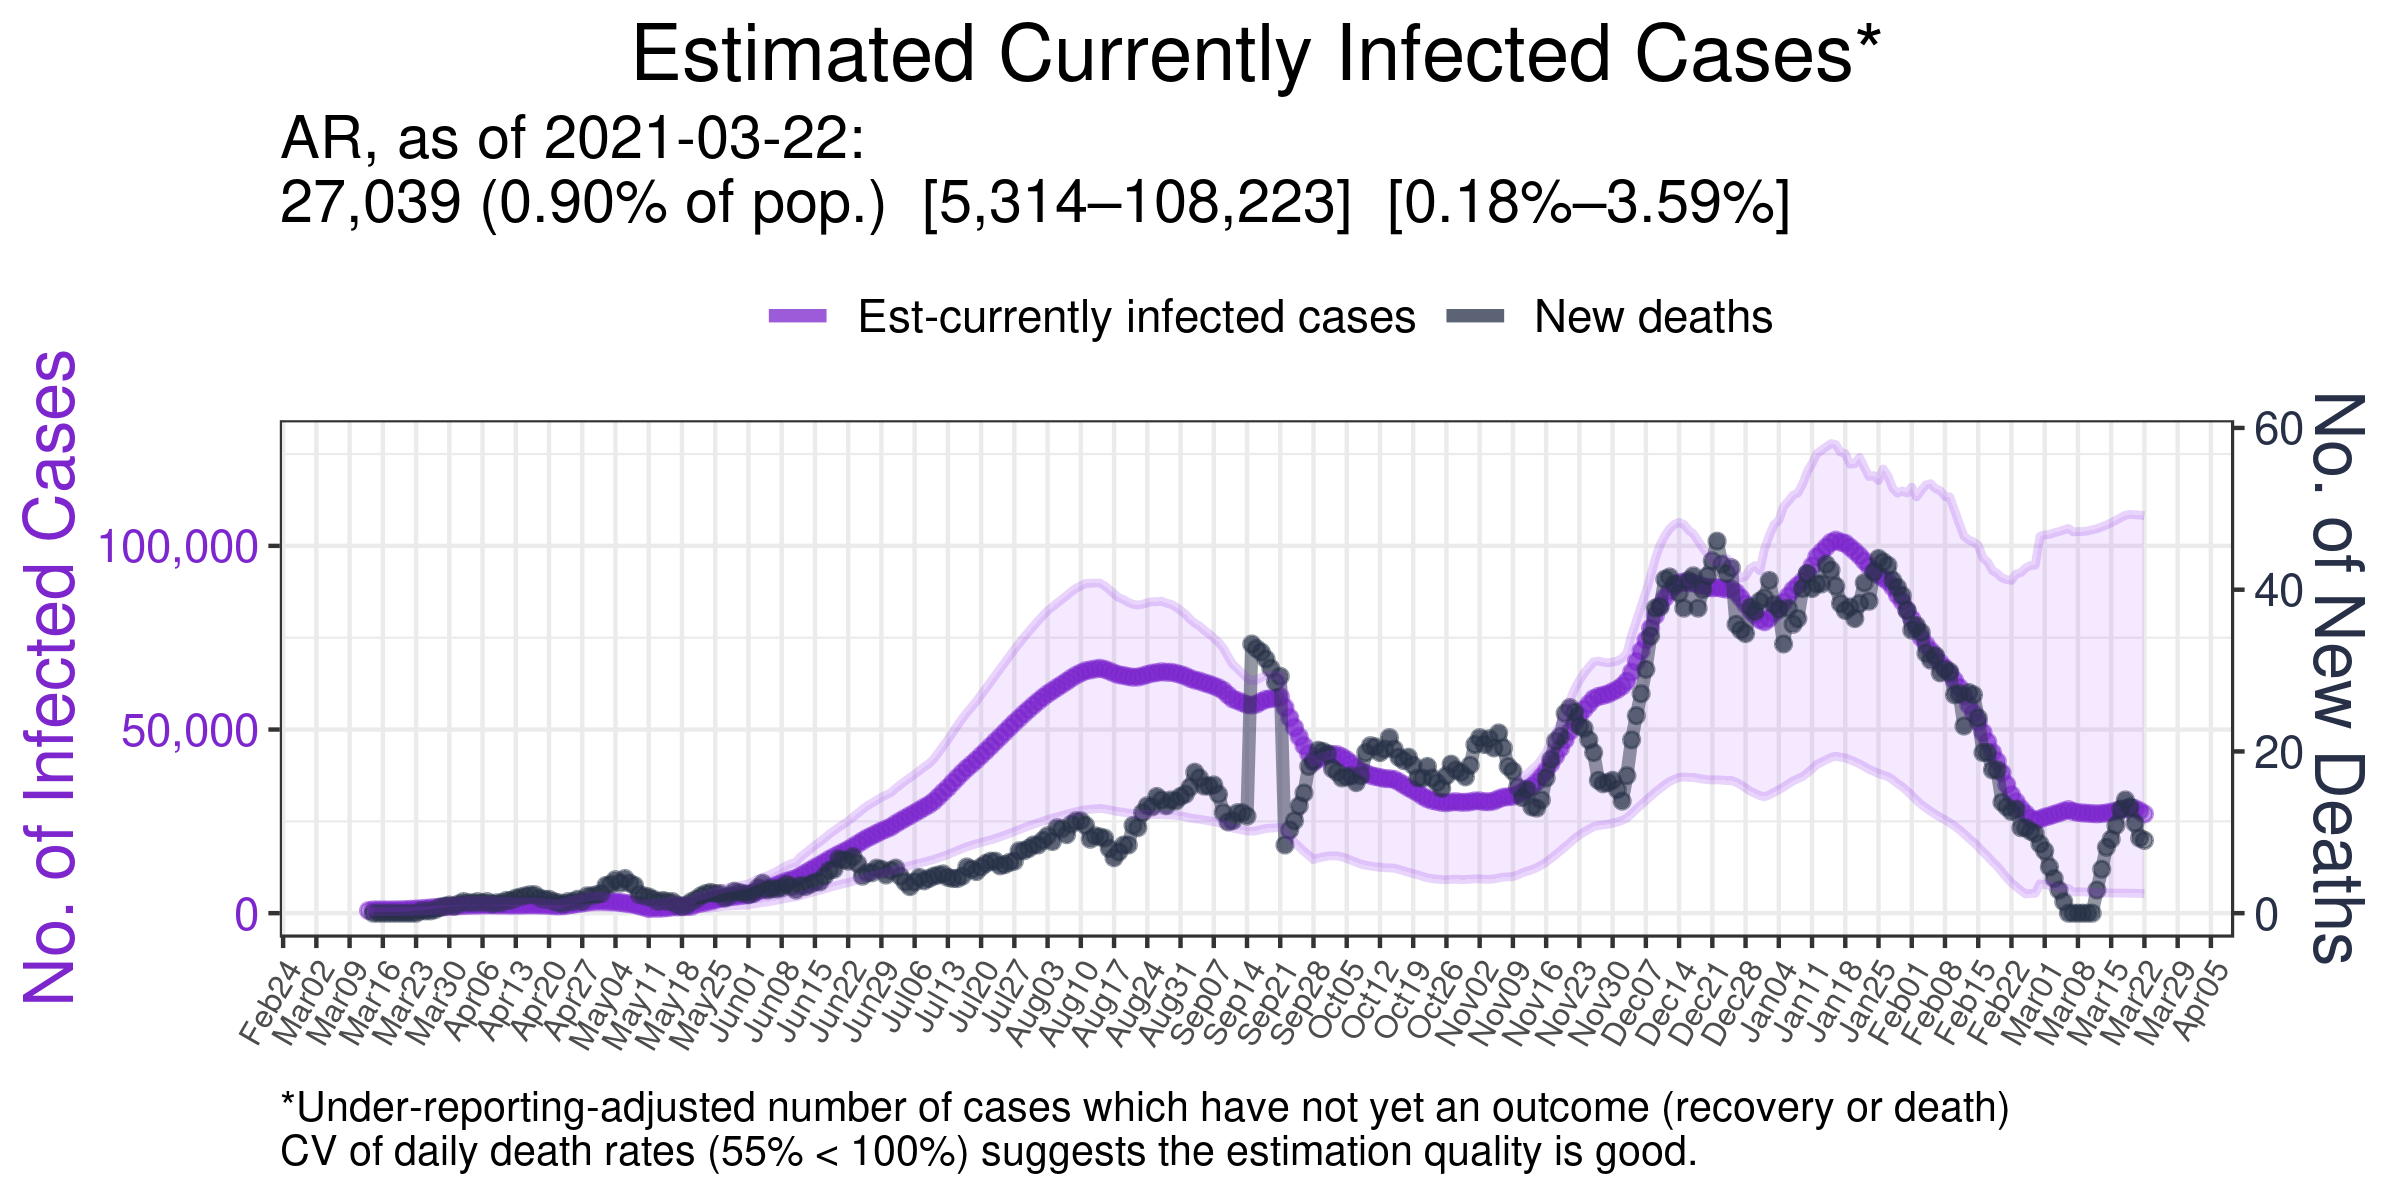 Estimated Currently Infected Cases*
AR, as of 2021-03-22:
27,039 (0.90% of pop.)  [5,314–108,223]  [0.18%–3.59%]
Est-currently infected cases
New deaths
No. of Infected Cases
100,000
50,000
0
60
40
20
0
No. of New Deaths
Feb24
Mar02
Mar09
Mar16
Mar23
Mar30
Apr06
Apr13
Apr20
Apr27
May04
May11
May18
May25
Jun01
Jun08
Jun15
Jun22
Jun29
Jul06
Jul13
Jul20
Jul27
Aug03
Aug10
Aug17
Aug24
Aug31
Sep07
Sep14
Sep21
Sep28
Oct05
Oct12
Oct19
Oct26
Nov02
Nov09
Nov16
Nov23
Nov30
Dec07
Dec14
Dec21
Dec28
Jan04
Jan11
Jan18
Jan25
Feb01
Feb08
Feb15
Feb22
Mar01
Mar08
Mar15
Mar22
Mar29
Apr05
*Under-reporting-adjusted number of cases which have not yet an outcome (recovery or death)
CV of daily death rates (55% < 100%) suggests the estimation quality is good.